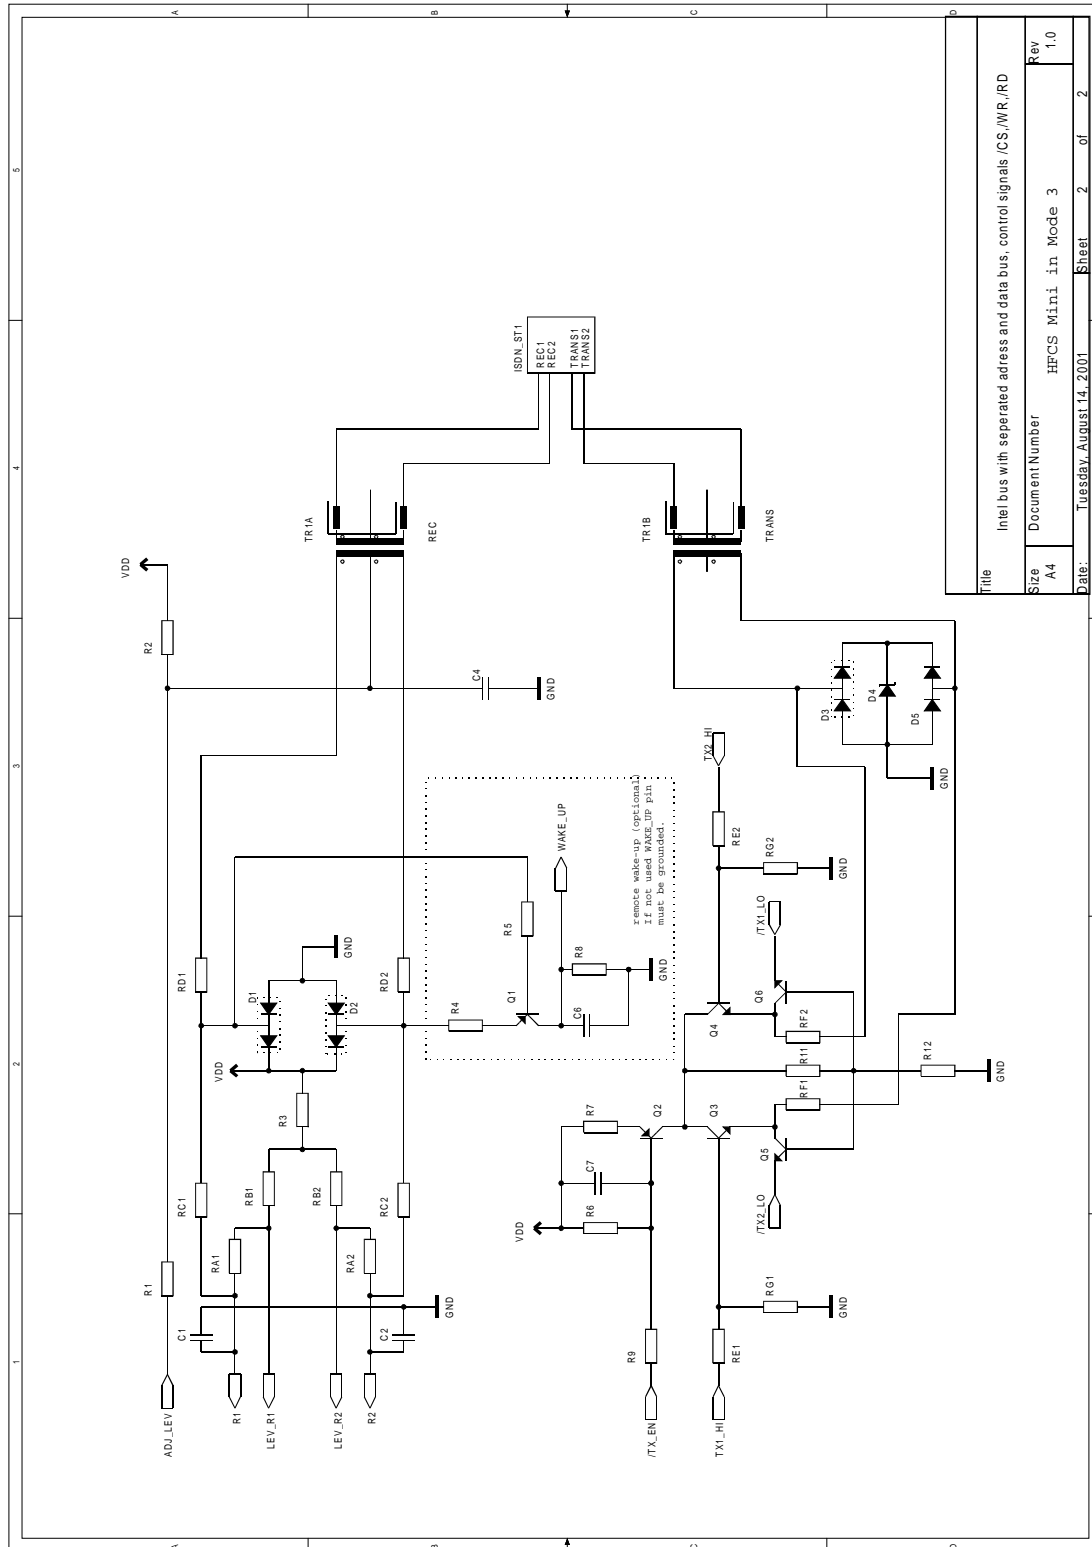 A
B
C
D
5
4
3
2
1
A
B
C
D
VDD
R2
R1
ADJ_LEV
TR1A
REC
ISDN_ST1
REC1
REC2
TRANS1
TRANS2
TR1B
TRANS
C4
GND
RD1
RD2
D1
D2
GND
VDD
R3
RC1
RB1
RB2
RC2
RA1
RA2
C1
C2
GND
R1
LEV_R1
LEV_R2
R2
R4
R5
Q1
WAKE_UP
R8
C6
GND
remote wake-up (optional)
If not used WAKE_UP pin
must be grounded.
TX2_HI
RE2
RG2
GND
/TX1_LO
Q4
Q6
RF2
R11
RF1
R12
GND
Q2
Q3
Q5
/TX2_LO
R7
C7
R6
VDD
R9
/TX_EN
RE1
TX1_HI
RG1
GND
D3
D4
D5
GND
Title
Intel bus with seperated adress and data bus, control signals /CS,/WR,/RD
Size
A4
Document Number
HFCS Mini in Mode 3
Rev
1.0
Date:
Tuesday, August 14, 2001
Sheet
2
of
2